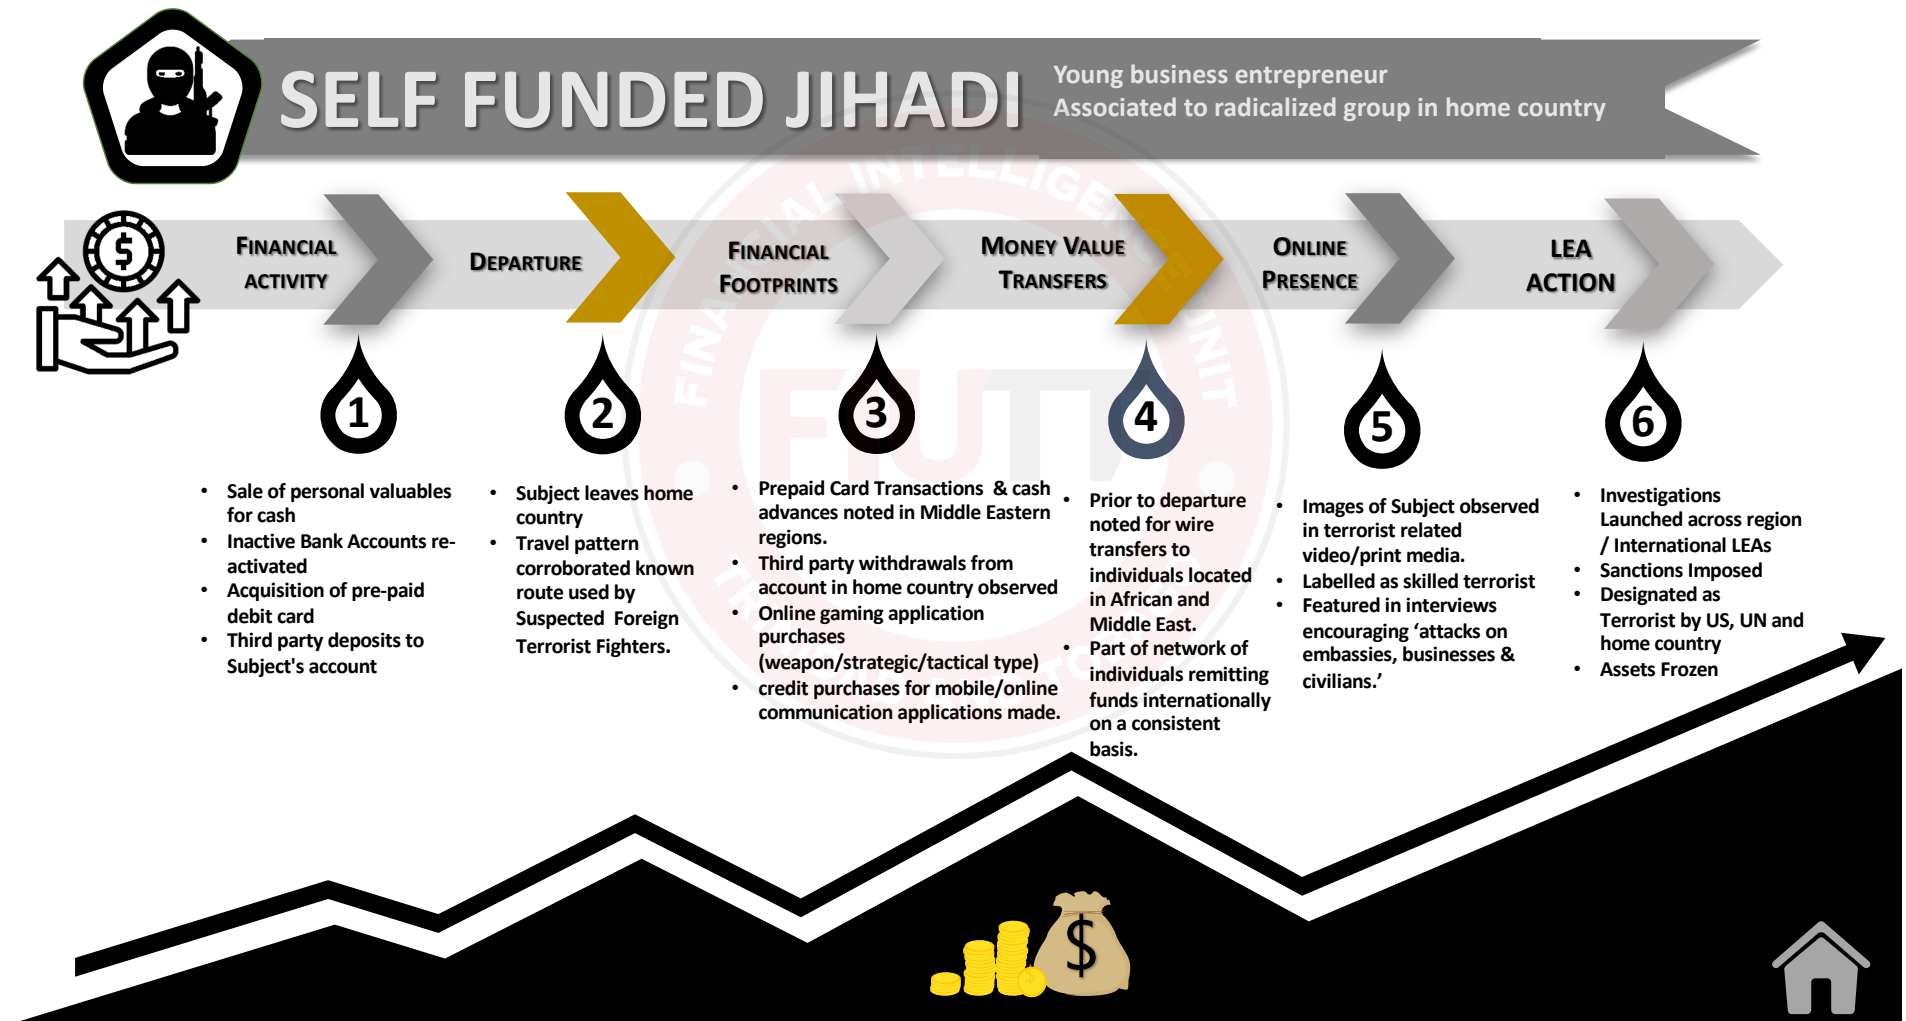 SELF FUNDED JIHADI
Young business entrepreneur
Associated to radicalized group in home country
$
FINANCIAL
ACTIVITY
DEPARTURE
FINANCIAL
FOOTPRINTS
MONEY VALUE
TRANSFERS
ONLINE
PRESENCE
LEA
ACTION
1
2
3
4
5
6
• Sale of personal valuables
for cash
• Inactive Bank Accounts re-
activated
• Acquisition of pre-paid
debit card
• Third party deposits to
Subject's account
• Subject leaves home
country
• Travel pattern
corroborated known
route used by
Suspected Foreign
Terrorist Fighters.
• Prepaid Card Transactions & cash
advances noted in Middle Eastern
regions.
• Third party withdrawals from
account in home country observed
• Online gaming application
purchases
(weapon/strategic/tactical type)
• credit purchases for mobile/online
communication applications made.
• Prior to departure
noted for wire
transfers to
individuals located
in African and
Middle East.
• Part of network of
individuals remitting
funds internationally
on a consistent
basis.
• Images of Subject observed
in terrorist related
video/print media.
• Labelled as skilled terrorist
• Featured in interviews
encouraging ‘attacks on
embassies, businesses &
civilians.’
• Investigations
Launched across region
/ International LEAs
• Sanctions Imposed
• Designated as
Terrorist by US, UN and
home country
• Assets Frozen
FINANCIAL INTELLIGENCE UNIT
FIUTT
TRINIDAD AND TOBAGO
$